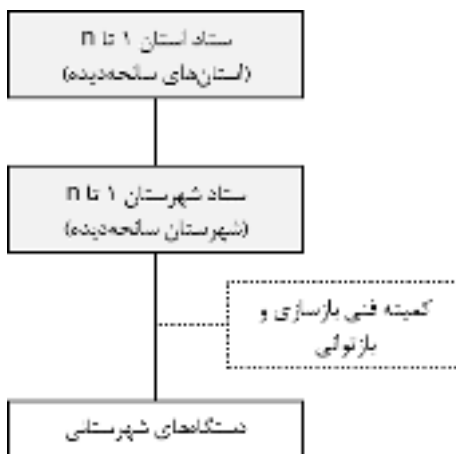 ستاد استان ۱ تا n
(استان‌های سانحه‌دیده)
ستاد شهرستان ۱ تا n
(شهرستان سانحه‌دیده)
کمیته فنی بازسازی و
بازتوانی
دستگاه‌های شهرستانی